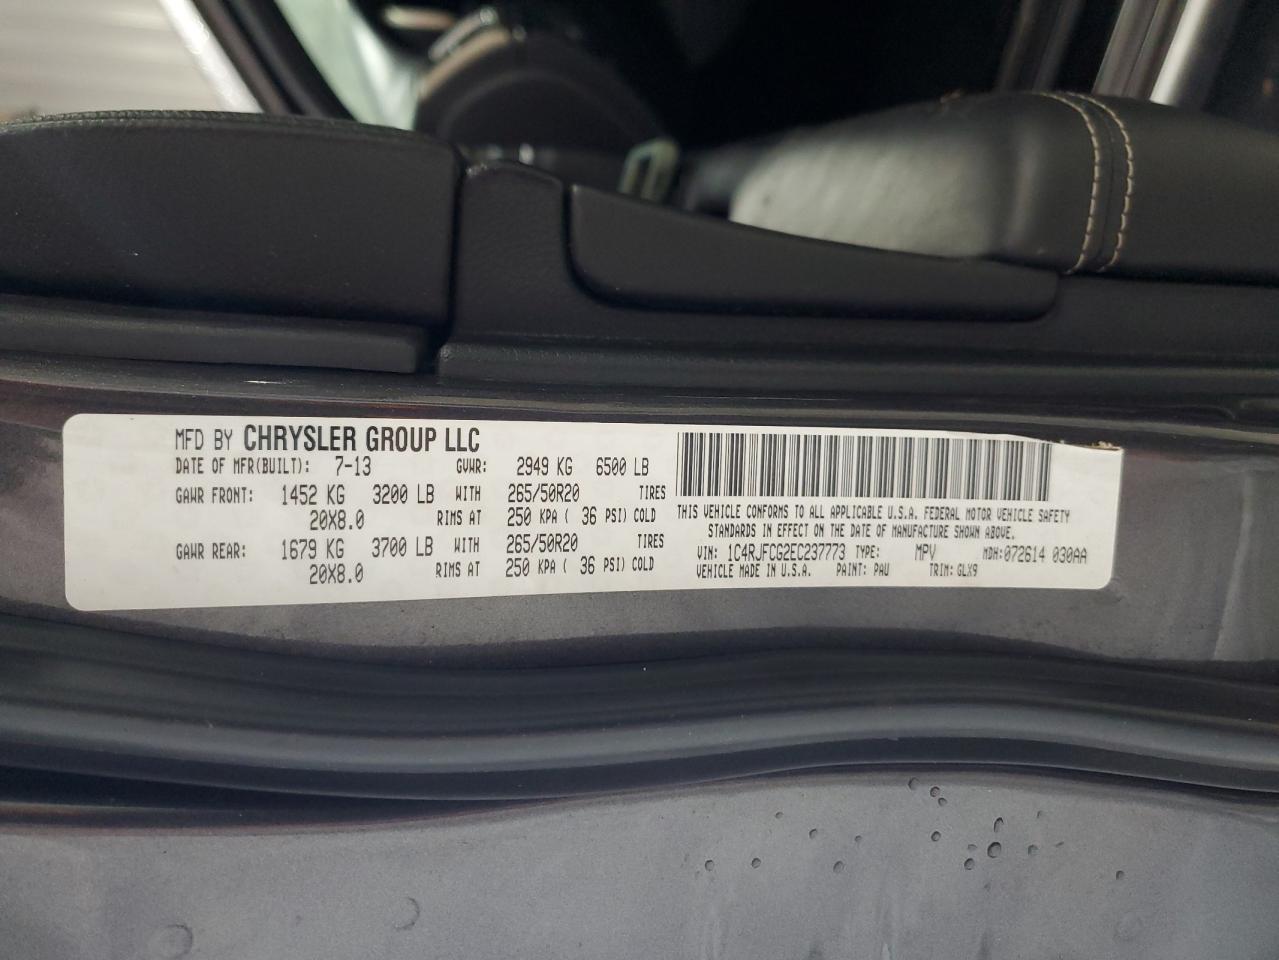 MFD BY CHRYSLER GROUP LLC
DATE OF MFR(BUILT): 7-13 GVWR: 2949 KG 6500 LB
GAWR FRONT: 1452 KG 3200 LB WITH 265/50R20 TIRES
20X8.0 RIMS AT 250 KPA ( 36 PSI) COLD
GAWR REAR: 1679 KG 3700 LB WITH 265/50R20 TIRES
20X8.0 RIMS AT 250 KPA ( 36 PSI) COLD
THIS VEHICLE CONFORMS TO ALL APPLICABLE U.S.A. FEDERAL MOTOR VEHICLE SAFETY
STANDARDS IN EFFECT ON THE DATE OF MANUFACTURE SHOWN ABOVE.
VIN: 1C4RJFCG2EC237773 TYPE: MPV MDH:072614 030AA
VEHICLE MADE IN U.S.A. PAINT: PAU TRIM: GLX9